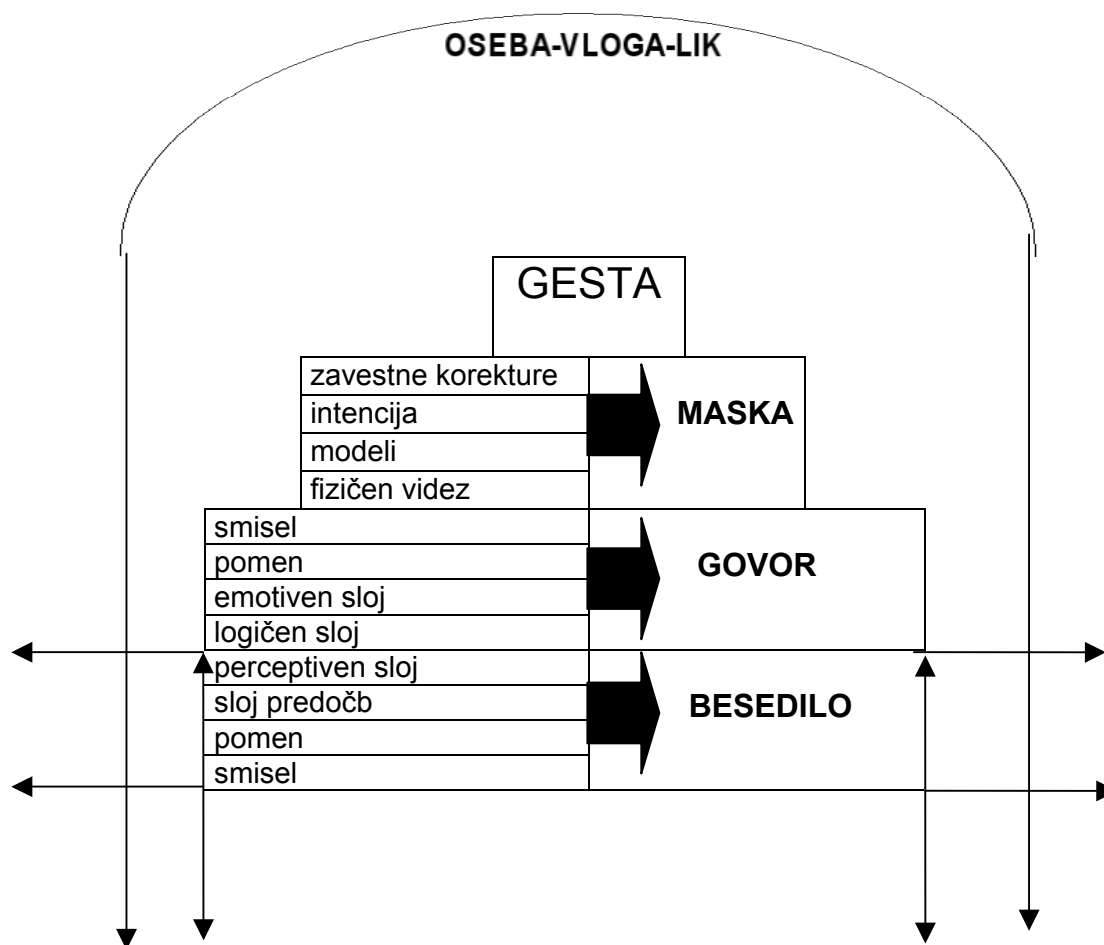 OSEBA-VLOGA-LIK
GESTA
zavestne korekture
intencija
modeli
fizičen videz
MASKA
smisel
pomen
emotiven sloj
logičen sloj
GOVOR
perceptiven sloj
sloj predočb
pomen
smisel
BESEDILO